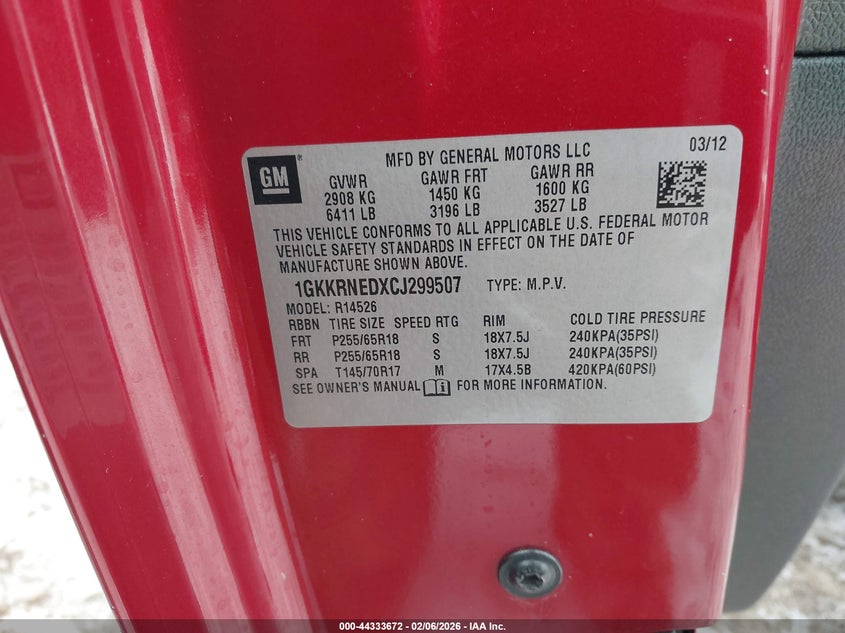 MFD BY GENERAL MOTORS LLC 03/12
GM ®
GVWR GAWR FRT GAWR RR
2908 KG 1450 KG 1600 KG
6411 LB 3196 LB 3527 LB
THIS VEHICLE CONFORMS TO ALL APPLICABLE U.S. FEDERAL MOTOR
VEHICLE SAFETY STANDARDS IN EFFECT ON THE DATE OF
MANUFACTURE SHOWN ABOVE.
1GKKRNEDXCJ299507 TYPE: M.P.V.
MODEL: R14526
RBBN TIRE SIZE SPEED RTG RIM COLD TIRE PRESSURE
FRT P255/65R18 S 18X7.5J 240KPA(35PSI)
RR P255/65R18 S 18X7.5J 240KPA(35PSI)
SPA T145/70R17 M 17X4.5B 420KPA(60PSI)
SEE OWNER'S MANUAL FOR MORE INFORMATION.
000-44333672 - 02/06/2026 - IAA Inc.